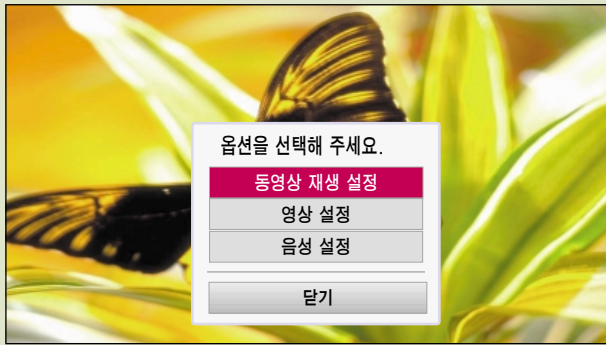 옵션을 선택해 주세요.
동영상 재생 설정
영상 설정
음성 설정
닫기